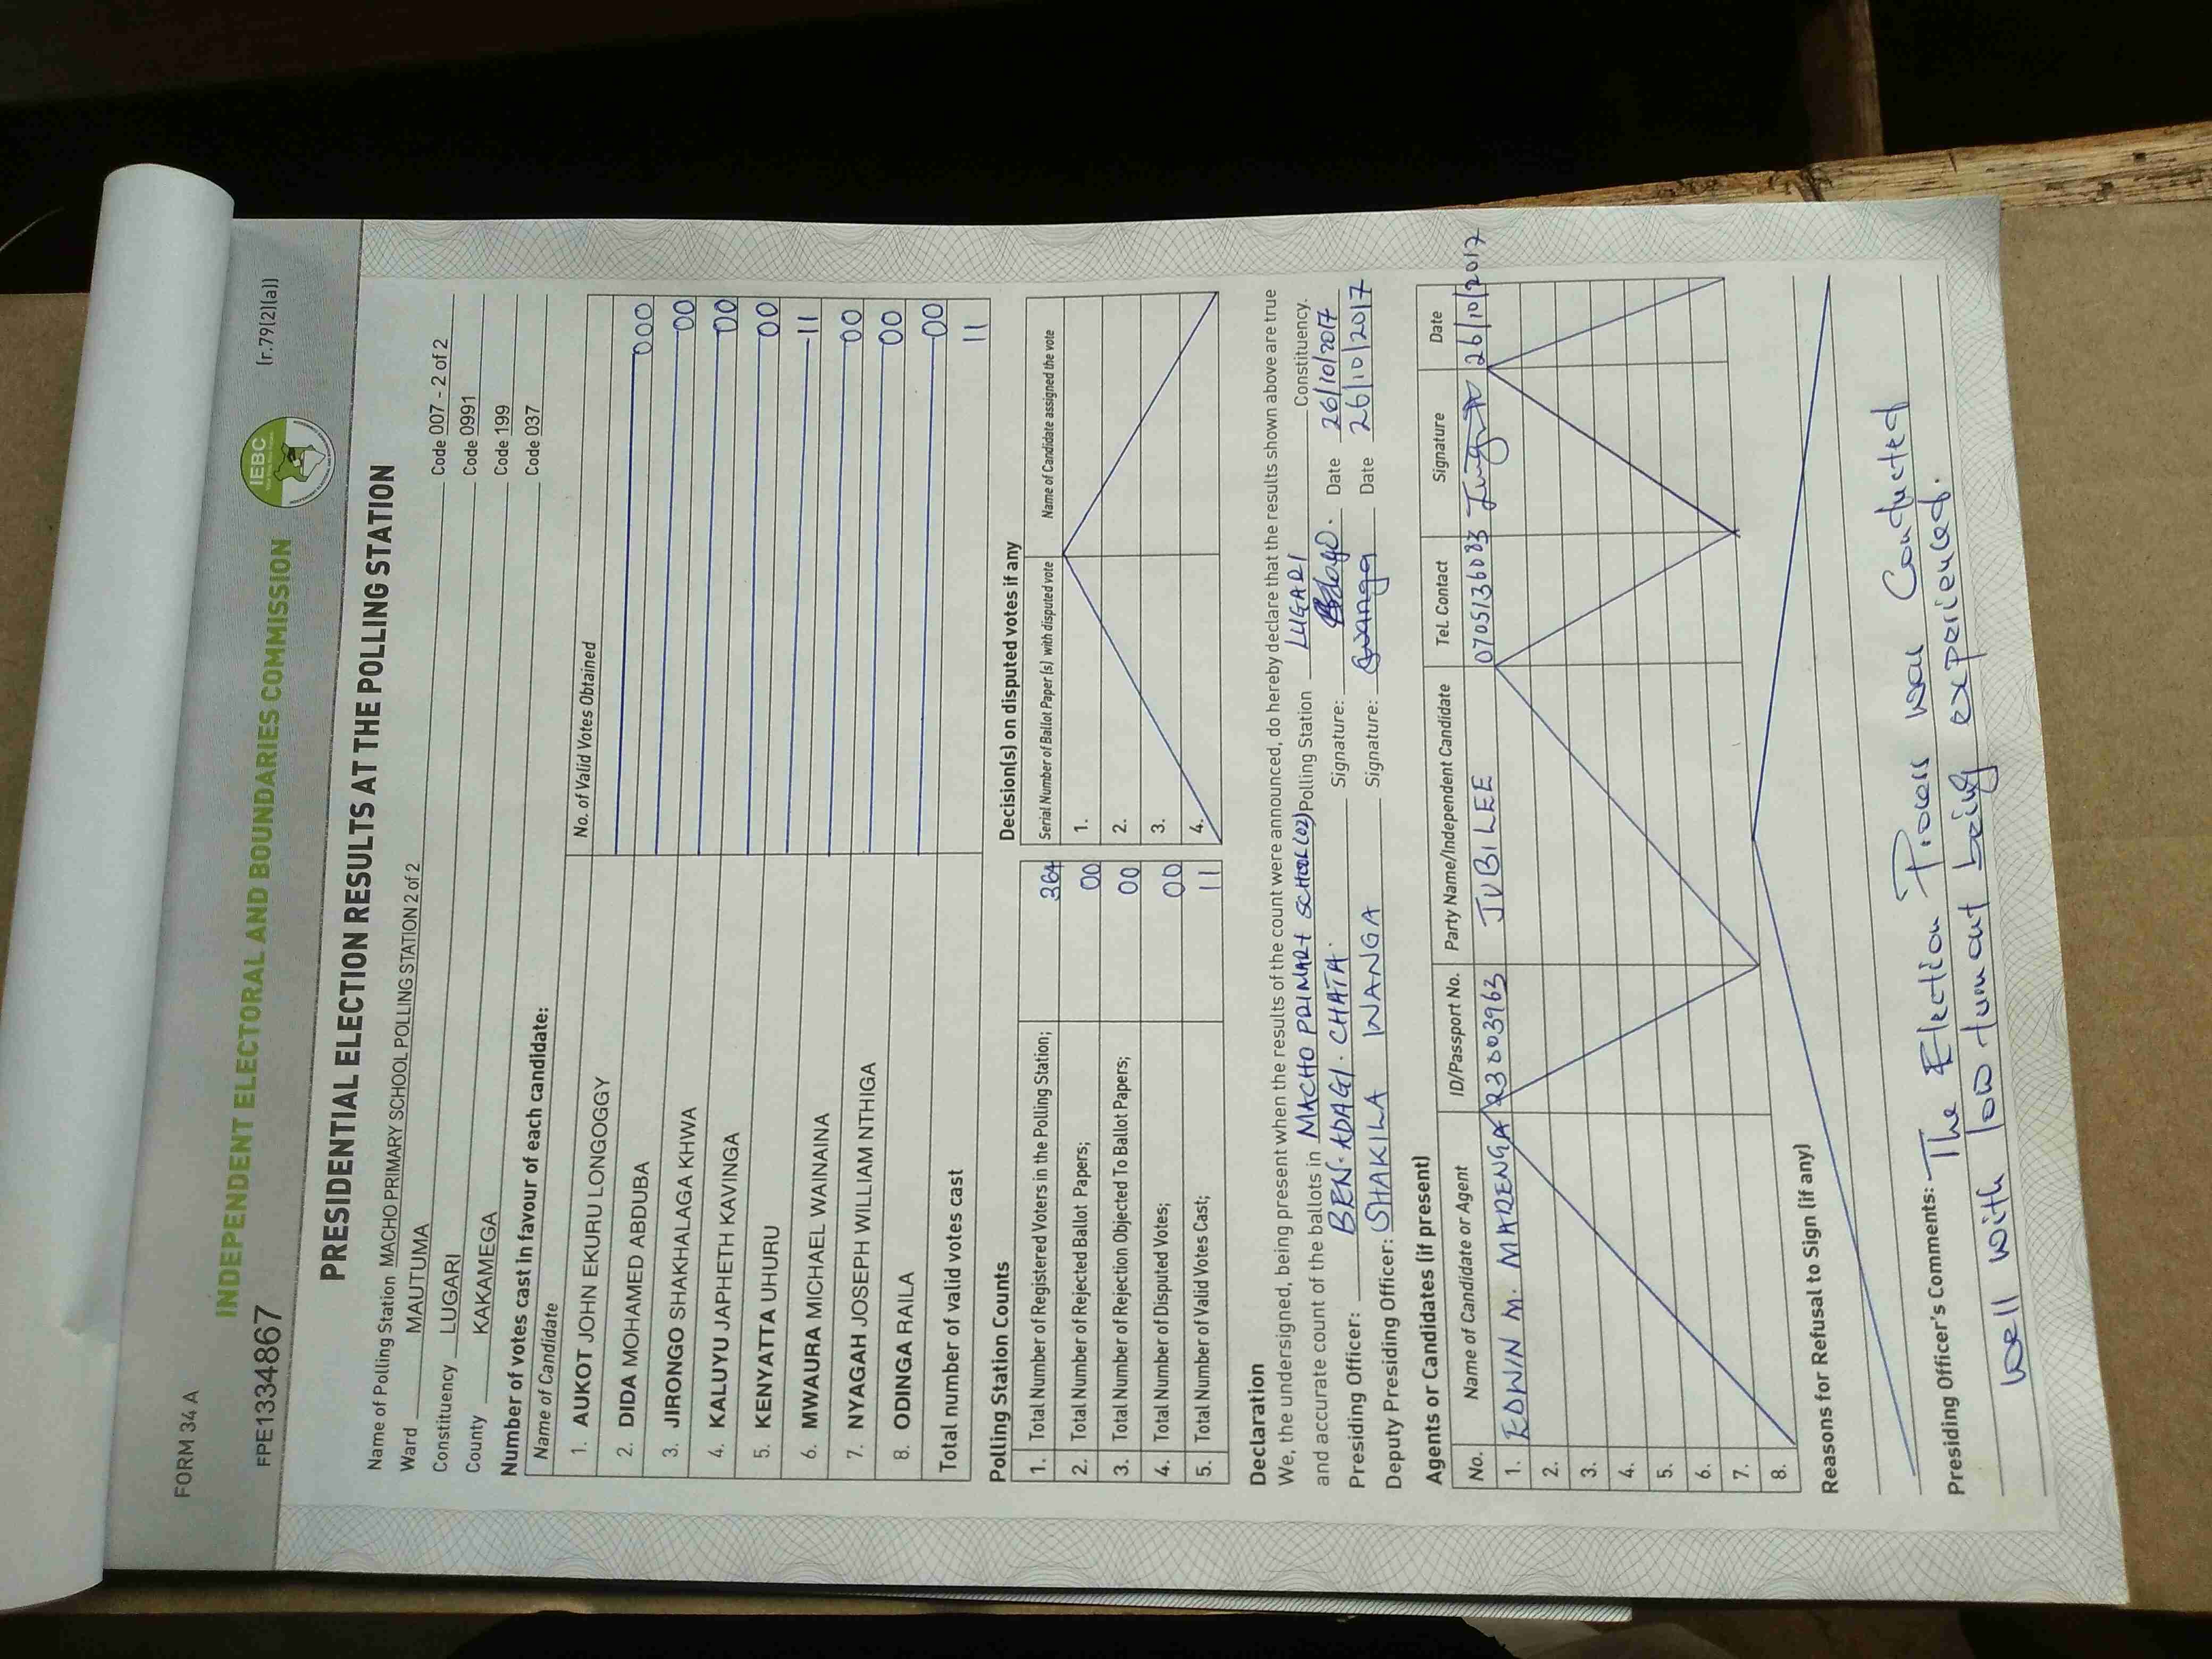 FORM 34 A
(r.79(2)(a))
IEBC
INDEPENDENT ELECTORAL AND BOUNDARIES COMMISSION
FPE1334867
PRESIDENTIAL ELECTION RESULTS AT THE POLLING STATION
Name of Polling Station MACHO PRIMARY SCHOOL POLLING STATION 2 of 2 Code 007 - 2 of 2
Ward MAUTUMA Code 0991
Constituency LUGARI Code 199
County KAKAMEGA Code 037
Number of votes cast in favour of each candidate:
Name of Candidate No. of Valid Votes Obtained
1. AUKOT JOHN EKURU LONGOGGY 000
2. DIDA MOHAMED ABDUBA 00
3. JIRONGO SHAKHALAGA KHWA 00
4. KALUYU JAPHETH KAVINGA 00
5. KENYATTA UHURU 11
6. MWAURA MICHAEL WAINAINA 00
7. NYAGAH JOSEPH WILLIAM NTHIGA 00
8. ODINGA RAILA 00
Total number of valid votes cast 11
Polling Station Counts
1. Total Number of Registered Voters in the Polling Station; 364
2. Total Number of Rejected Ballot Papers; 00
3. Total Number of Rejection Objected To Ballot Papers; 00
4. Total Number of Disputed Votes; 00
5. Total Number of Valid Votes Cast; 11
Decision(s) on disputed votes if any
Serial Number of Ballot Paper (s) with disputed vote Name of Candidate assigned the vote
1.
2.
3.
4.
Declaration
We, the undersigned, being present when the results of the count were announced, do hereby declare that the results shown above are true
and accurate count of the ballots in MACHO PRIMARY SCHOOL (02) Polling Station LUGARI Constituency.
Presiding Officer: BEN. ADAGI. CHATA. Signature: Date 26/10/2017
Deputy Presiding Officer: SHAKILA WANGA Signature: Swanga Date 26/10/2017
Agents or Candidates (if present)
No. Name of Candidate or Agent ID/Passport No. Party Name/Independent Candidate Tel. Contact Signature Date
1. EDWIN M. MARENGA 23003963 JUBILEE 0705136083 26/10/2017
2.
3.
4.
5.
6.
7.
8.
Reasons for Refusal to Sign (if any)
Presiding Officer's Comments: The Election Process was Conducted
well with low turnout being experienced.